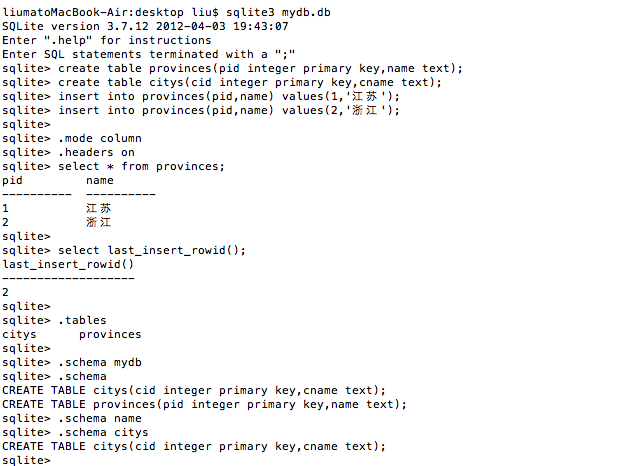 liumatoMacBook-Air:desktop liu$ sqlite3 mydb.db
SQLite version 3.7.12 2012-04-03 19:43:07
Enter ".help" for instructions
Enter SQL statements terminated with a ";"
sqlite> create table provinces(pid integer primary key,name text);
sqlite> create table citys(cid integer primary key,cname text);
sqlite> insert into provinces(pid,name) values(1,'江苏');
sqlite> insert into provinces(pid,name) values(2,'浙江');
sqlite>
sqlite> .mode column
sqlite> .headers on
sqlite> select * from provinces;
pid         name
----------  ----------
1           江苏
2           浙江
sqlite>
sqlite> select last_insert_rowid();
last_insert_rowid()
-------------------
2
sqlite>
sqlite> .tables
citys      provinces
sqlite>
sqlite> .schema mydb
sqlite> .schema
CREATE TABLE citys(cid integer primary key,cname text);
CREATE TABLE provinces(pid integer primary key,name text);
sqlite> .schema name
sqlite> .schema citys
CREATE TABLE citys(cid integer primary key,cname text);
sqlite>